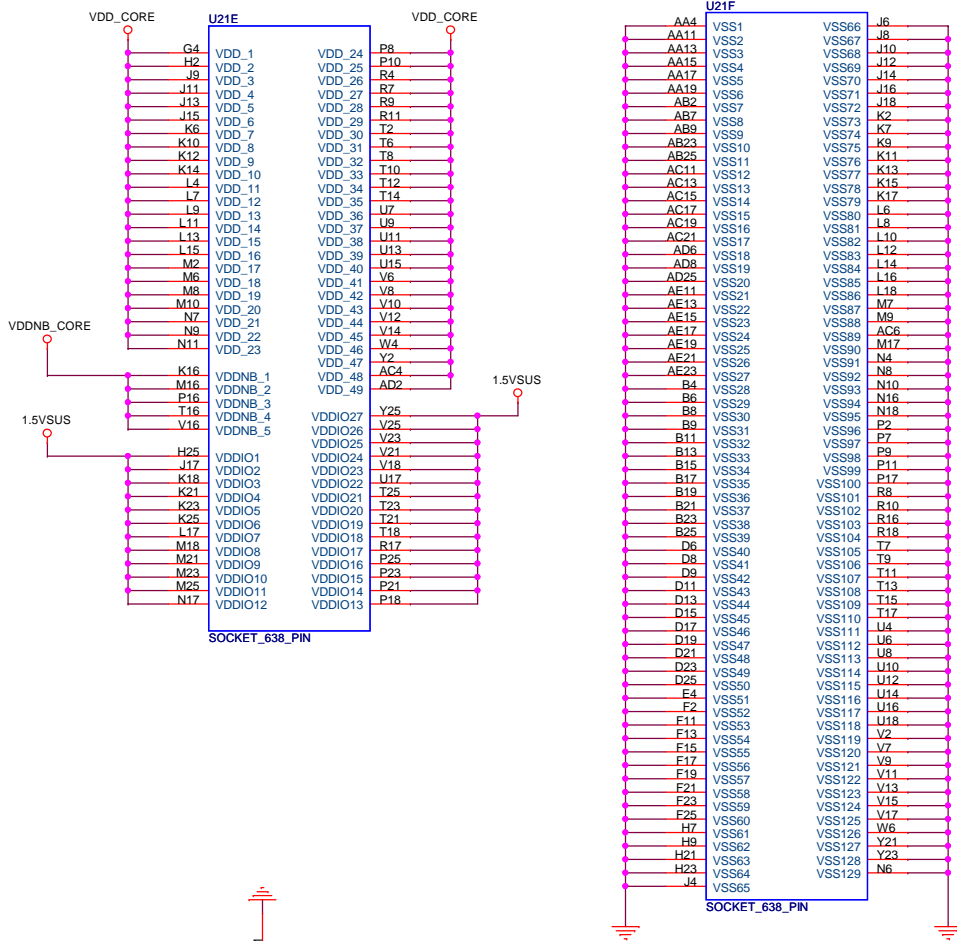 VDD_CORE
U21E
VDD_CORE
G4 VDD_1 VDD_24 P8
H2 VDD_2 VDD_25 P10
J9 VDD_3 VDD_26 R4
J11 VDD_4 VDD_27 R7
J13 VDD_5 VDD_28 R9
J15 VDD_6 VDD_29 R11
K6 VDD_7 VDD_30 T2
K10 VDD_8 VDD_31 T6
K12 VDD_9 VDD_32 T8
K14 VDD_10 VDD_33 T10
L4 VDD_11 VDD_34 T12
L7 VDD_12 VDD_35 T14
L9 VDD_13 VDD_36 U7
L11 VDD_14 VDD_37 U9
L13 VDD_15 VDD_38 U11
L15 VDD_16 VDD_39 U13
M2 VDD_17 VDD_40 U15
M6 VDD_18 VDD_41 V6
M8 VDD_19 VDD_42 V8
M10 VDD_20 VDD_43 V10
N7 VDD_21 VDD_44 V12
N9 VDD_22 VDD_45 V14
N11 VDD_23 VDD_46 W4
VDD_47 Y2
VDDNB_CORE
K16 VDDNB_1 VDD_48 AC4
M16 VDDNB_2 VDD_49 AD2
P16 VDDNB_3
1.5VSUS
T16 VDDNB_4 VDDIO27 Y25
V16 VDDNB_5 VDDIO26 V25
VDDIO25 V23
1.5VSUS
H25 VDDIO1 VDDIO24 V21
J17 VDDIO2 VDDIO23 V18
K18 VDDIO3 VDDIO22 U17
K21 VDDIO4 VDDIO21 T25
K23 VDDIO5 VDDIO20 T23
K25 VDDIO6 VDDIO19 T21
L17 VDDIO7 VDDIO18 T18
M18 VDDIO8 VDDIO17 R17
M21 VDDIO9 VDDIO16 P25
M23 VDDIO10 VDDIO15 P23
M25 VDDIO11 VDDIO14 P21
N17 VDDIO12 VDDIO13 P18
SOCKET_638_PIN
U21F
AA4 VSS1 VSS66 J6
AA11 VSS2 VSS67 J8
AA13 VSS3 VSS68 J10
AA15 VSS4 VSS69 J12
AA17 VSS5 VSS70 J14
AA19 VSS6 VSS71 J16
AB2 VSS7 VSS72 J18
AB7 VSS8 VSS73 K2
AB9 VSS9 VSS74 K7
AB23 VSS10 VSS75 K9
AB25 VSS11 VSS76 K11
AC11 VSS12 VSS77 K13
AC13 VSS13 VSS78 K15
AC15 VSS14 VSS79 K17
AC17 VSS15 VSS80 L6
AC19 VSS16 VSS81 L8
AC21 VSS17 VSS82 L10
AD6 VSS18 VSS83 L12
AD8 VSS19 VSS84 L14
AD25 VSS20 VSS85 L16
AE11 VSS21 VSS86 L18
AE13 VSS22 VSS87 M7
AE15 VSS23 VSS88 M9
AE17 VSS24 VSS89 AC6
AE19 VSS25 VSS90 M17
AE21 VSS26 VSS91 N4
AE23 VSS27 VSS92 N8
B4 VSS28 VSS93 N10
B6 VSS29 VSS94 N16
B8 VSS30 VSS95 N18
B9 VSS31 VSS96 P2
B11 VSS32 VSS97 P7
B13 VSS33 VSS98 P9
B15 VSS34 VSS99 P11
B17 VSS35 VSS100 P17
B19 VSS36 VSS101 R8
B21 VSS37 VSS102 R10
B23 VSS38 VSS103 R16
B25 VSS39 VSS104 R18
D6 VSS40 VSS105 T7
D8 VSS41 VSS106 T9
D9 VSS42 VSS107 T11
D11 VSS43 VSS108 T13
D13 VSS44 VSS109 T15
D15 VSS45 VSS110 T17
D17 VSS46 VSS111 U4
D19 VSS47 VSS112 U6
D21 VSS48 VSS113 U8
D23 VSS49 VSS114 U10
D25 VSS50 VSS115 U12
E4 VSS51 VSS116 U14
F2 VSS52 VSS117 U16
F11 VSS53 VSS118 U18
F13 VSS54 VSS119 V2
F15 VSS55 VSS120 V7
F17 VSS56 VSS121 V9
F19 VSS57 VSS122 V11
F21 VSS58 VSS123 V13
F23 VSS59 VSS124 V15
F25 VSS60 VSS125 V17
H7 VSS61 VSS126 W6
H9 VSS62 VSS127 Y21
H21 VSS63 VSS128 Y23
H23 VSS64 VSS129 N6
J4 VSS65
SOCKET_638_PIN